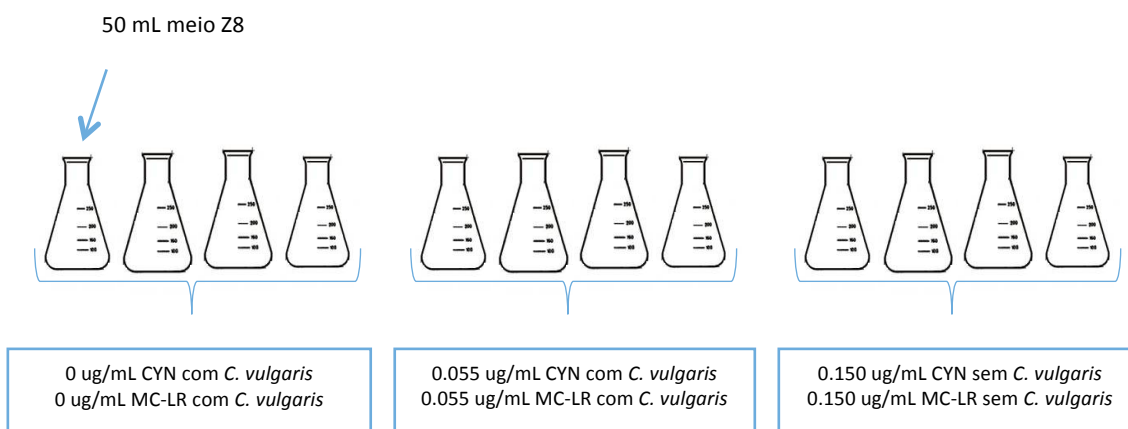 50 mL meio Z8
0 ug/mL CYN com C. vulgaris
0 ug/mL MC-LR com C. vulgaris
0.055 ug/mL CYN com C. vulgaris
0.055 ug/mL MC-LR com C. vulgaris
0.150 ug/mL CYN sem C. vulgaris
0.150 ug/mL MC-LR sem C. vulgaris